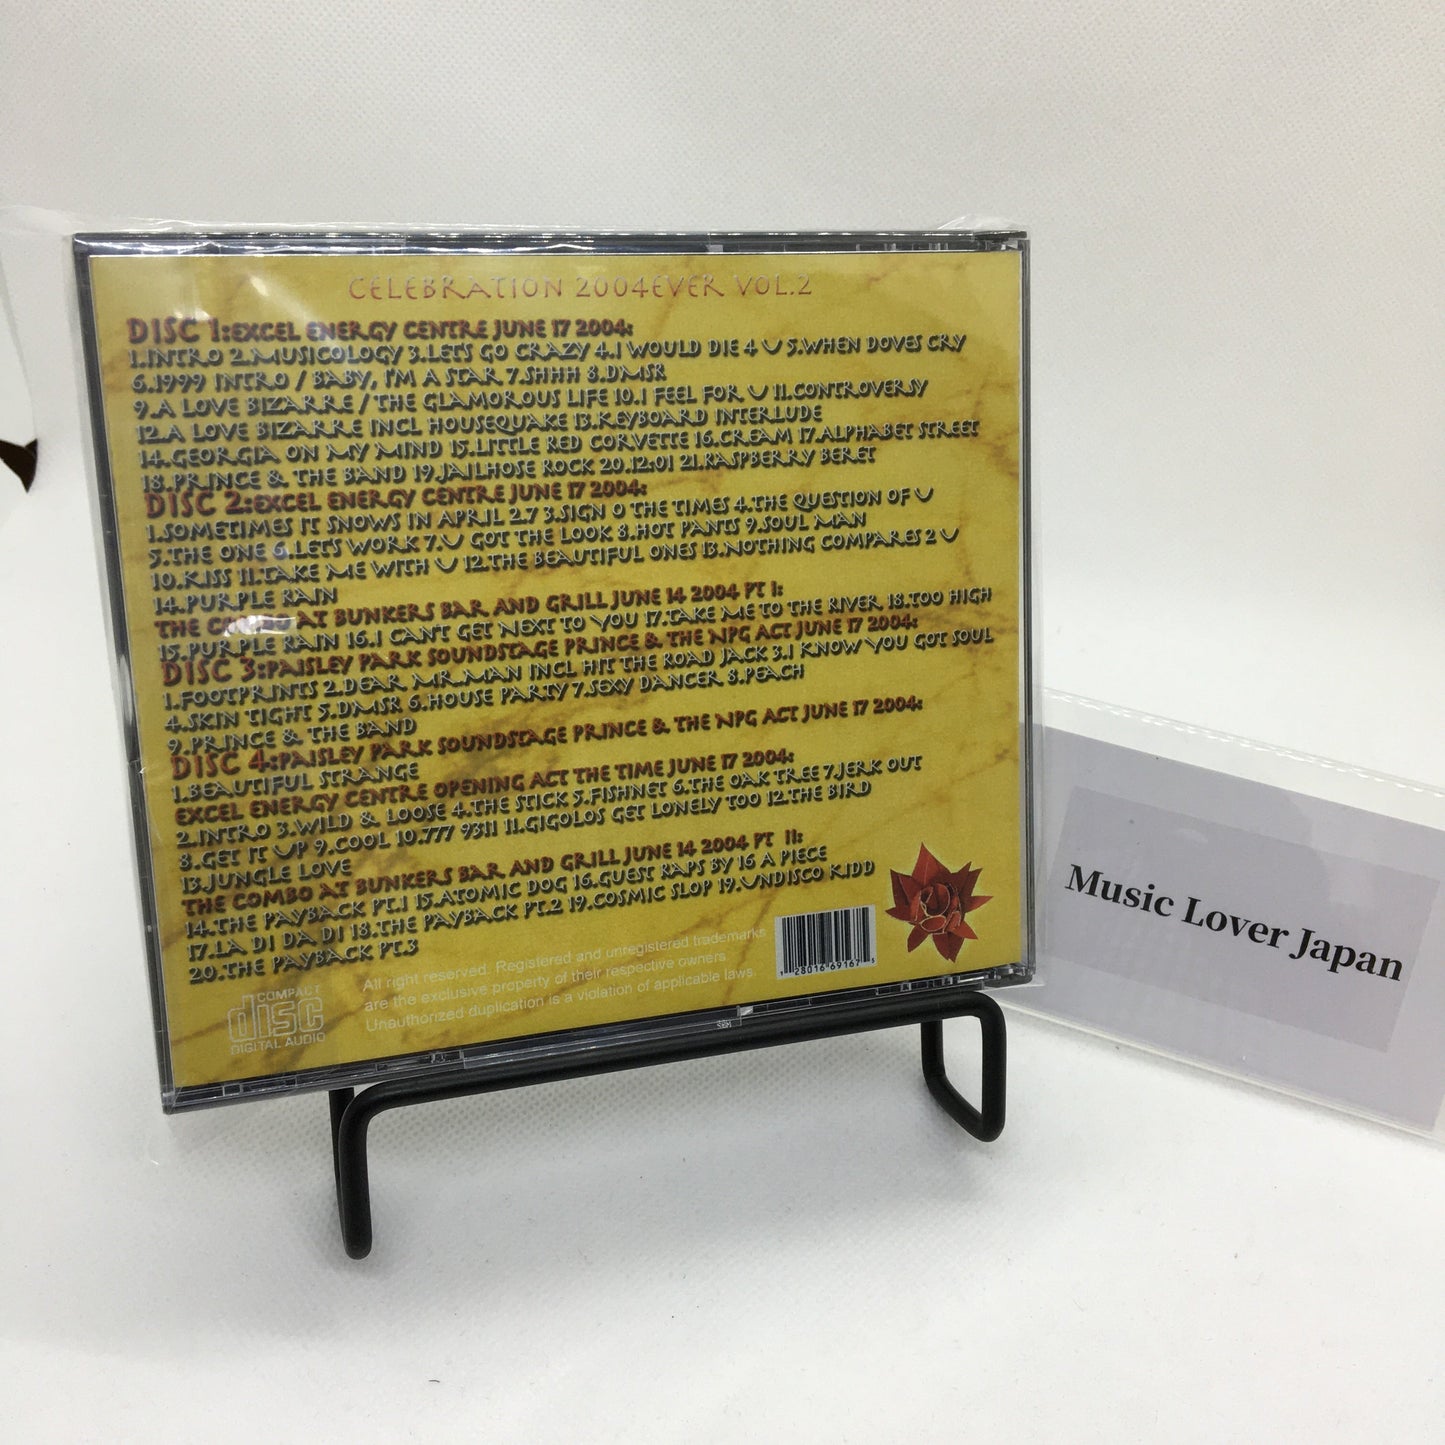 CELEBRATION 2004EVER VOL.2
DISC 1:EXCEL ENERGY CENTRE JUNE 17 2004:
1.INTRO 2.MUSICOLOGY 3.LET'S GO CRAZY 4.I WOULD DIE 4 U 5.WHEN DOVES CRY
6.1999 INTRO / BABY, I'M A STAR 7.SHHH 8.DMSR
9.A LOVE BIZARRE / THE GLAMOROUS LIFE 10.I FEEL FOR U 11.CONTROVERSY
12.A LOVE BIZARRE INCL HOUSEQUAKE 13.KEYBOARD INTERLUDE
14.GEORGIA ON MY MIND 15.LITTLE RED CORVETTE 16.CREAM 17.ALPHABET STREET
18.PRINCE & THE BAND 19.JAILHOSE ROCK 20.12:01 21.RASPBERRY BERET
DISC 2:EXCEL ENERGY CENTRE JUNE 17 2004:
1.SOMETIMES IT SNOWS IN APRIL 2.7 3.SIGN O THE TIMES 4.THE QUESTION OF U
5.THE ONE 6.LET'S WORK 7.U GOT THE LOOK 8.HOT PANTS 9.SOUL MAN
10.KISS 11.TAKE ME WITH U 12.THE BEAUTIFUL ONES 13.NOTHING COMPARES 2 U
14.PURPLE RAIN
THE COMBO AT BUNKERS BAR AND GRILL JUNE 14 2004 PT I:
15.PURPLE RAIN 16.I CAN'T GET NEXT TO YOU 17.TAKE ME TO THE RIVER 18.TOO HIGH
DISC 3:PAISLEY PARK SOUNDSTAGE PRINCE & THE NPG ACT JUNE 17 2004:
1.FOOTPRINTS 2.DEAR MR.MAN INCL HIT THE ROAD JACK 3.I KNOW YOU GOT SOUL
4.SKIN TIGHT 5.DMSR 6.HOUSE PARTY 7.SEXY DANCER 8.PEACH
9.PRINCE & THE BAND
DISC 4:PAISLEY PARK SOUNDSTAGE PRINCE & THE NPG ACT JUNE 17 2004:
1.BEAUTIFUL STRANGE
EXCEL ENERGY CENTRE OPENING ACT THE TIME JUNE 17 2004:
2.INTRO 3.WILD & LOOSE 4.THE STICK 5.FISHNET 6.THE OAK TREE 7.JERK OUT
8.GET IT UP 9.COOL 10.777 9311 11.GIGOLOS GET LONELY TOO 12.THE BIRD
13.JUNGLE LOVE
THE COMBO AT BUNKERS BAR AND GRILL JUNE 14 2004 PT II:
14.THE PAYBACK PT.1 15.ATOMIC DOG 16.GUEST RAPS BY 16 A PIECE
17.LA DI DA DI 18.THE PAYBACK PT.2 19.COSMIC SLOP 19.UNDISCO KIDD
20.THE PAYBACK PT.3
COMPACT
disc
DIGITAL AUDIO
All right reserved. Registered and unregistered trademarks
are the exclusive property of their respective owners
Unauthorized duplication is a violation of applicable laws.
1 28016 69167 5
Music Lover Japan